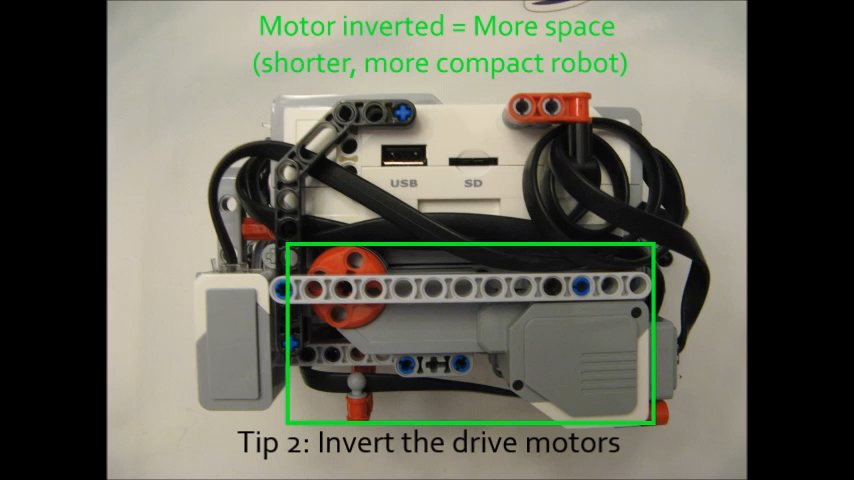 Motor inverted = More space
(shorter, more compact robot)
USB SD
Tip 2: Invert the drive motors